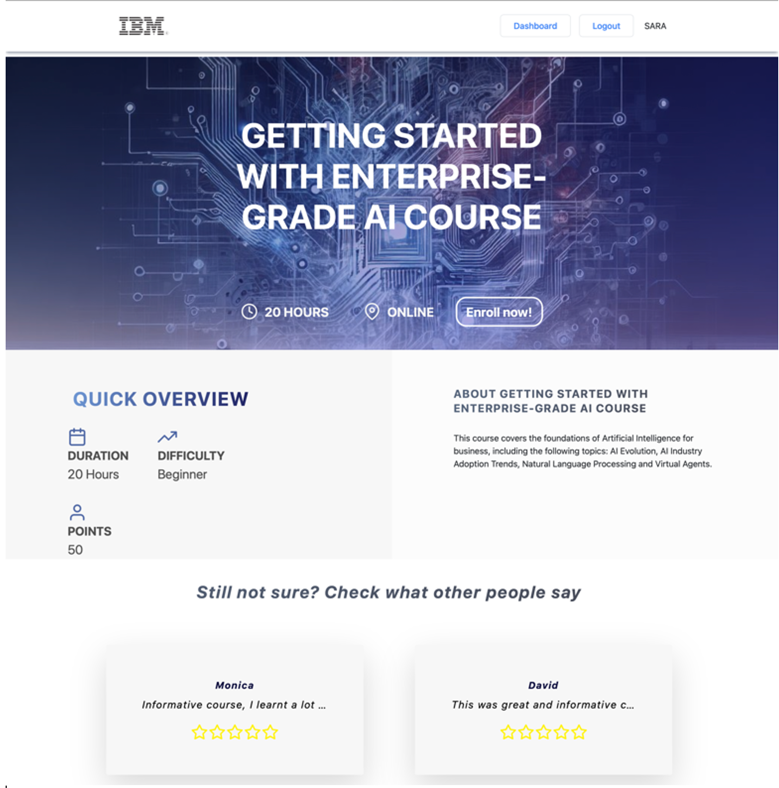 IBM
Dashboard
Logout
SARA
GETTING STARTED
WITH ENTERPRISE-
GRADE AI COURSE
20 HOURS
ONLINE
Enroll now!
QUICK OVERVIEW
DURATION
20 Hours
DIFFICULTY
Beginner
POINTS
50
ABOUT GETTING STARTED WITH
ENTERPRISE-GRADE AI COURSE
This course covers the foundations of Artificial Intelligence for
business, including the following topics: AI Evolution, AI Industry
Adoption Trends, Natural Language Processing and Virtual Agents.
Still not sure? Check what other people say
Monica
Informative course, I learnt a lot ...
David
This was great and informative c...